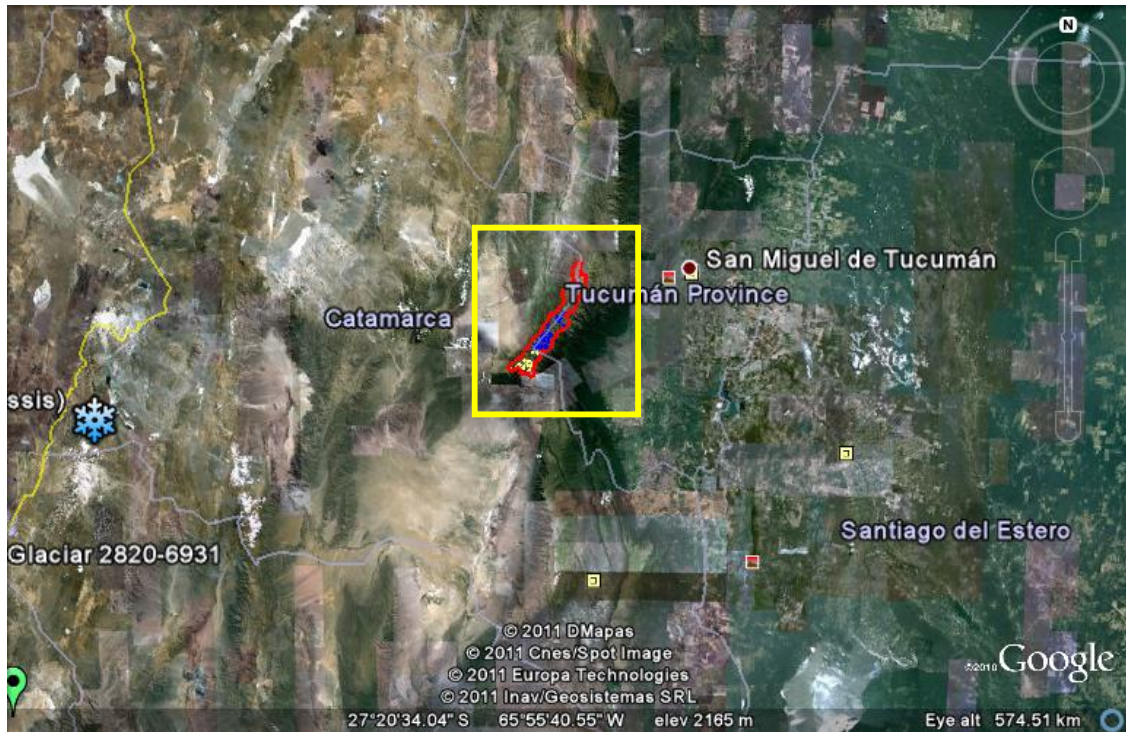 N
San Miguel de Tucumán
Tucumán Province
Catamarca
ssis)
Santiago del Estero
Glaciar 2820-6931
© 2011 DMapas
© 2011 Cnes/Spot Image
© 2011 Europa Technologies
© 2011 Inav/Geosistemas SRL
©2010 Google
27°20'34.04" S 65°55'40.55" W elev 2165 m Eye alt 574.51 km